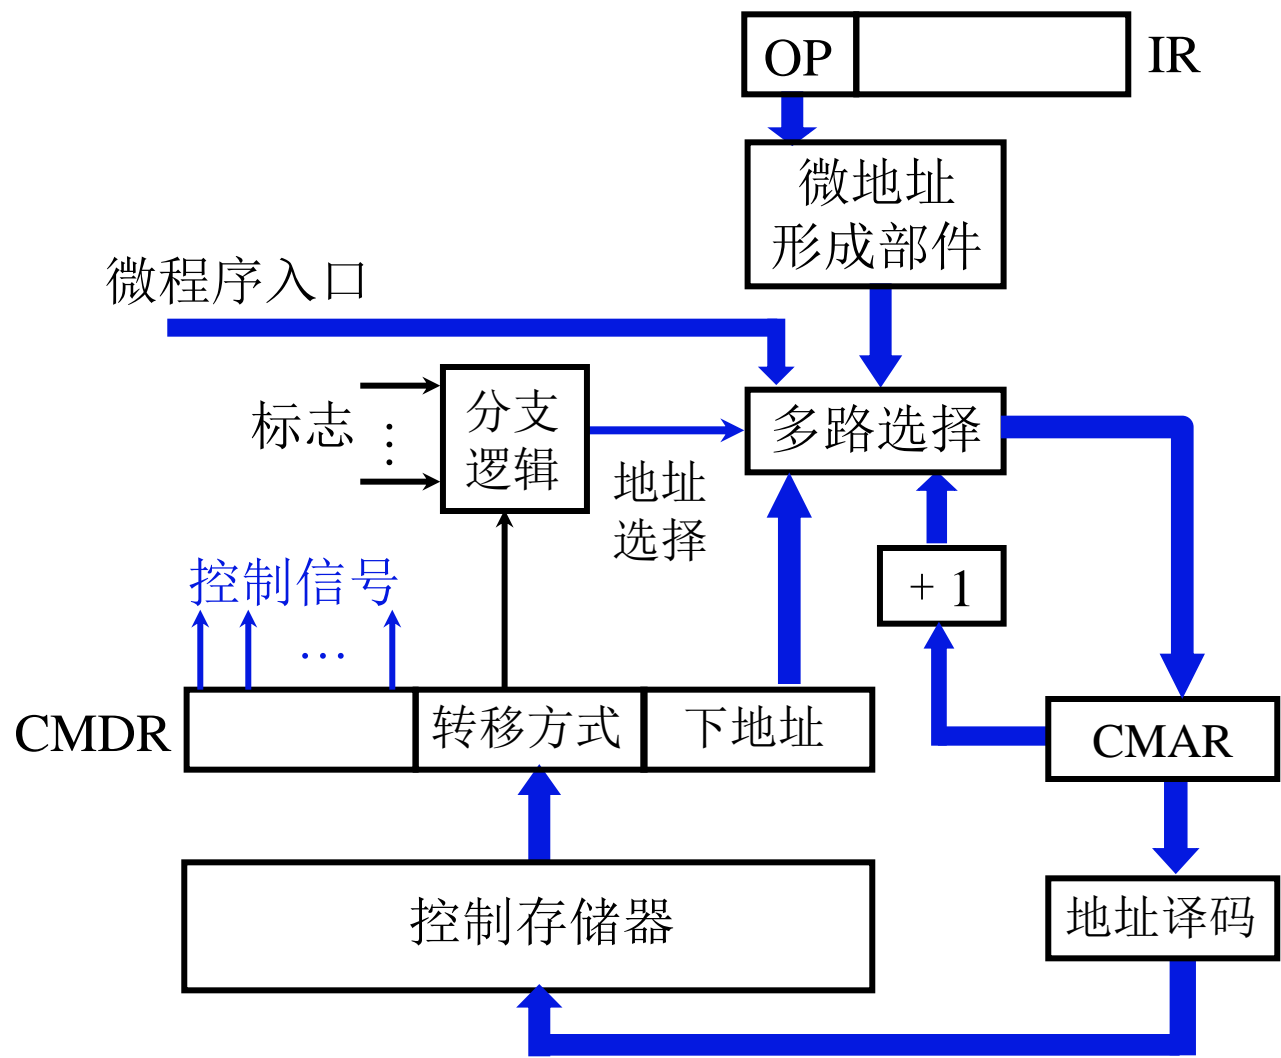 OP
IR
微地址
形成部件
微程序入口
标志
⋮
分支
逻辑
多路选择
地址
选择
控制信号
…
+ 1
CMDR
转移方式
下地址
CMAR
控制存储器
地址译码